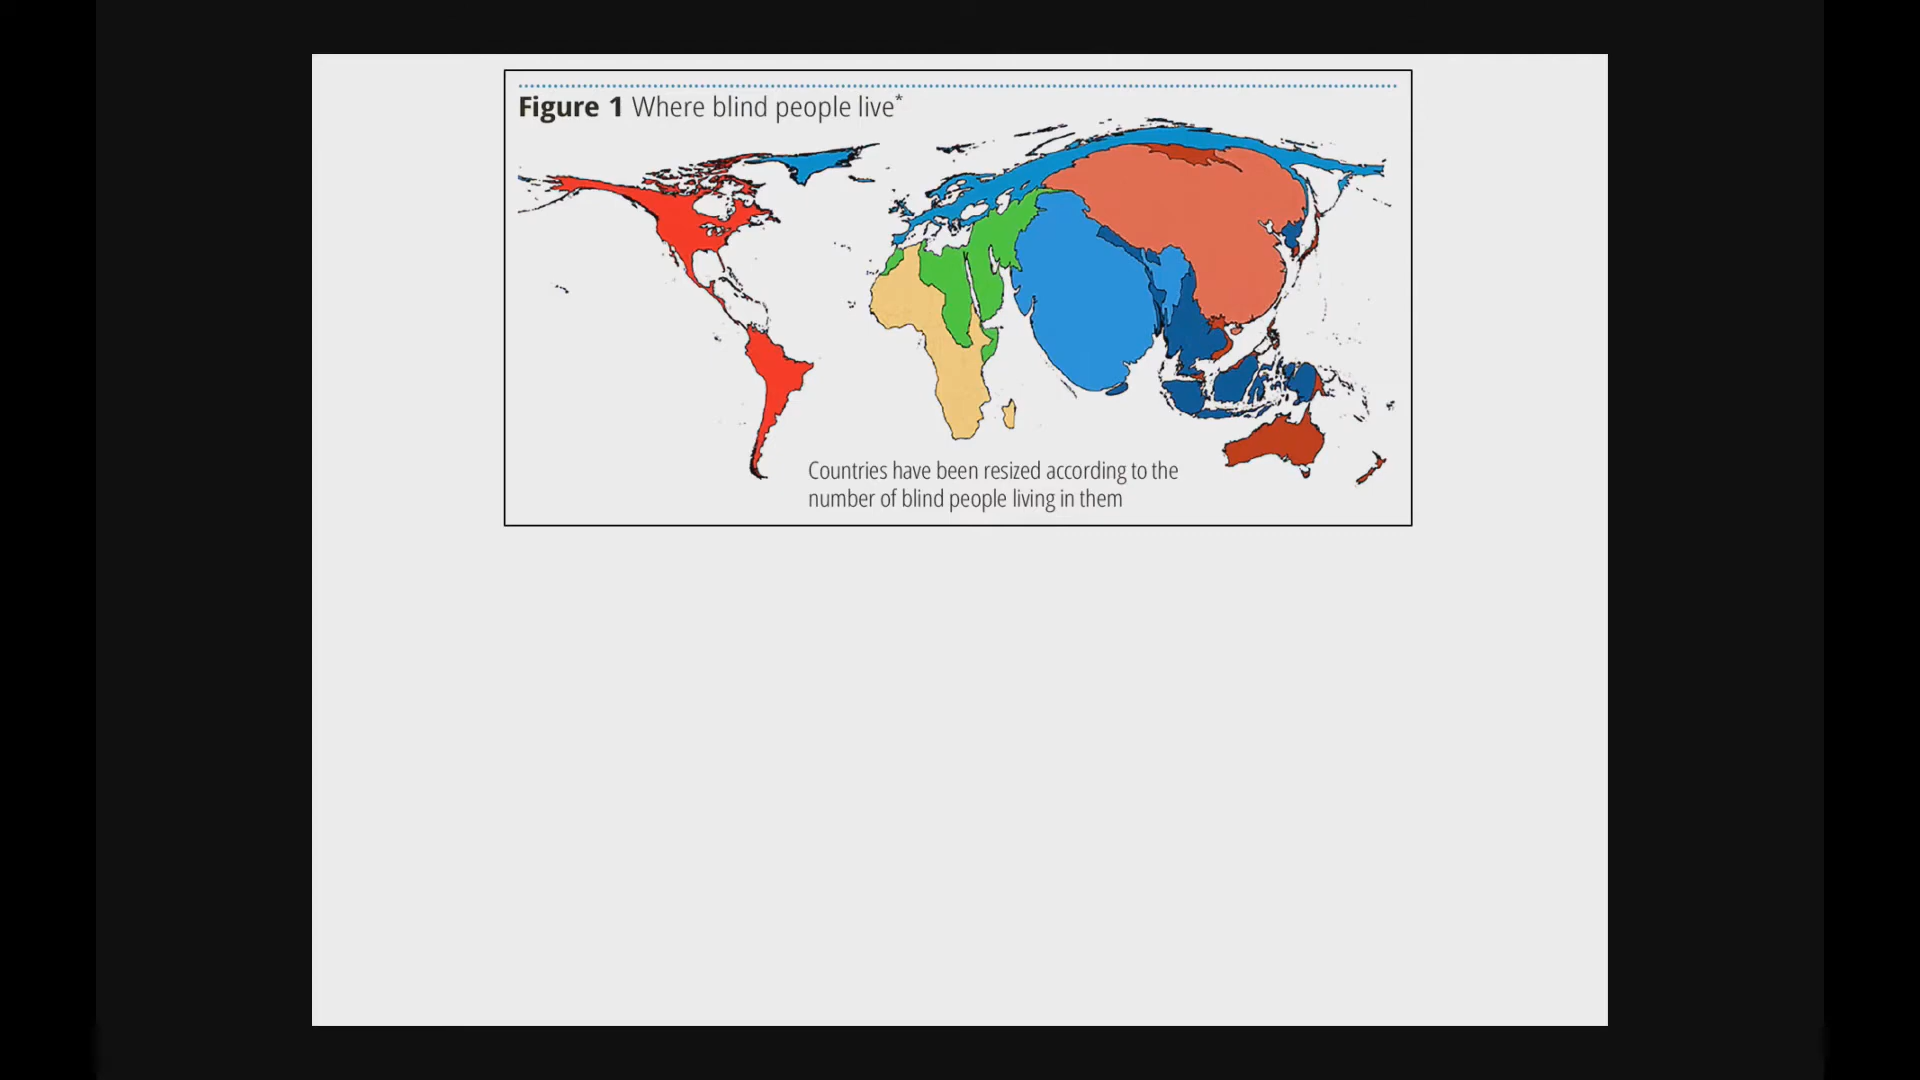 Figure 1 Where blind people live*
Countries have been resized according to the
number of blind people living in them